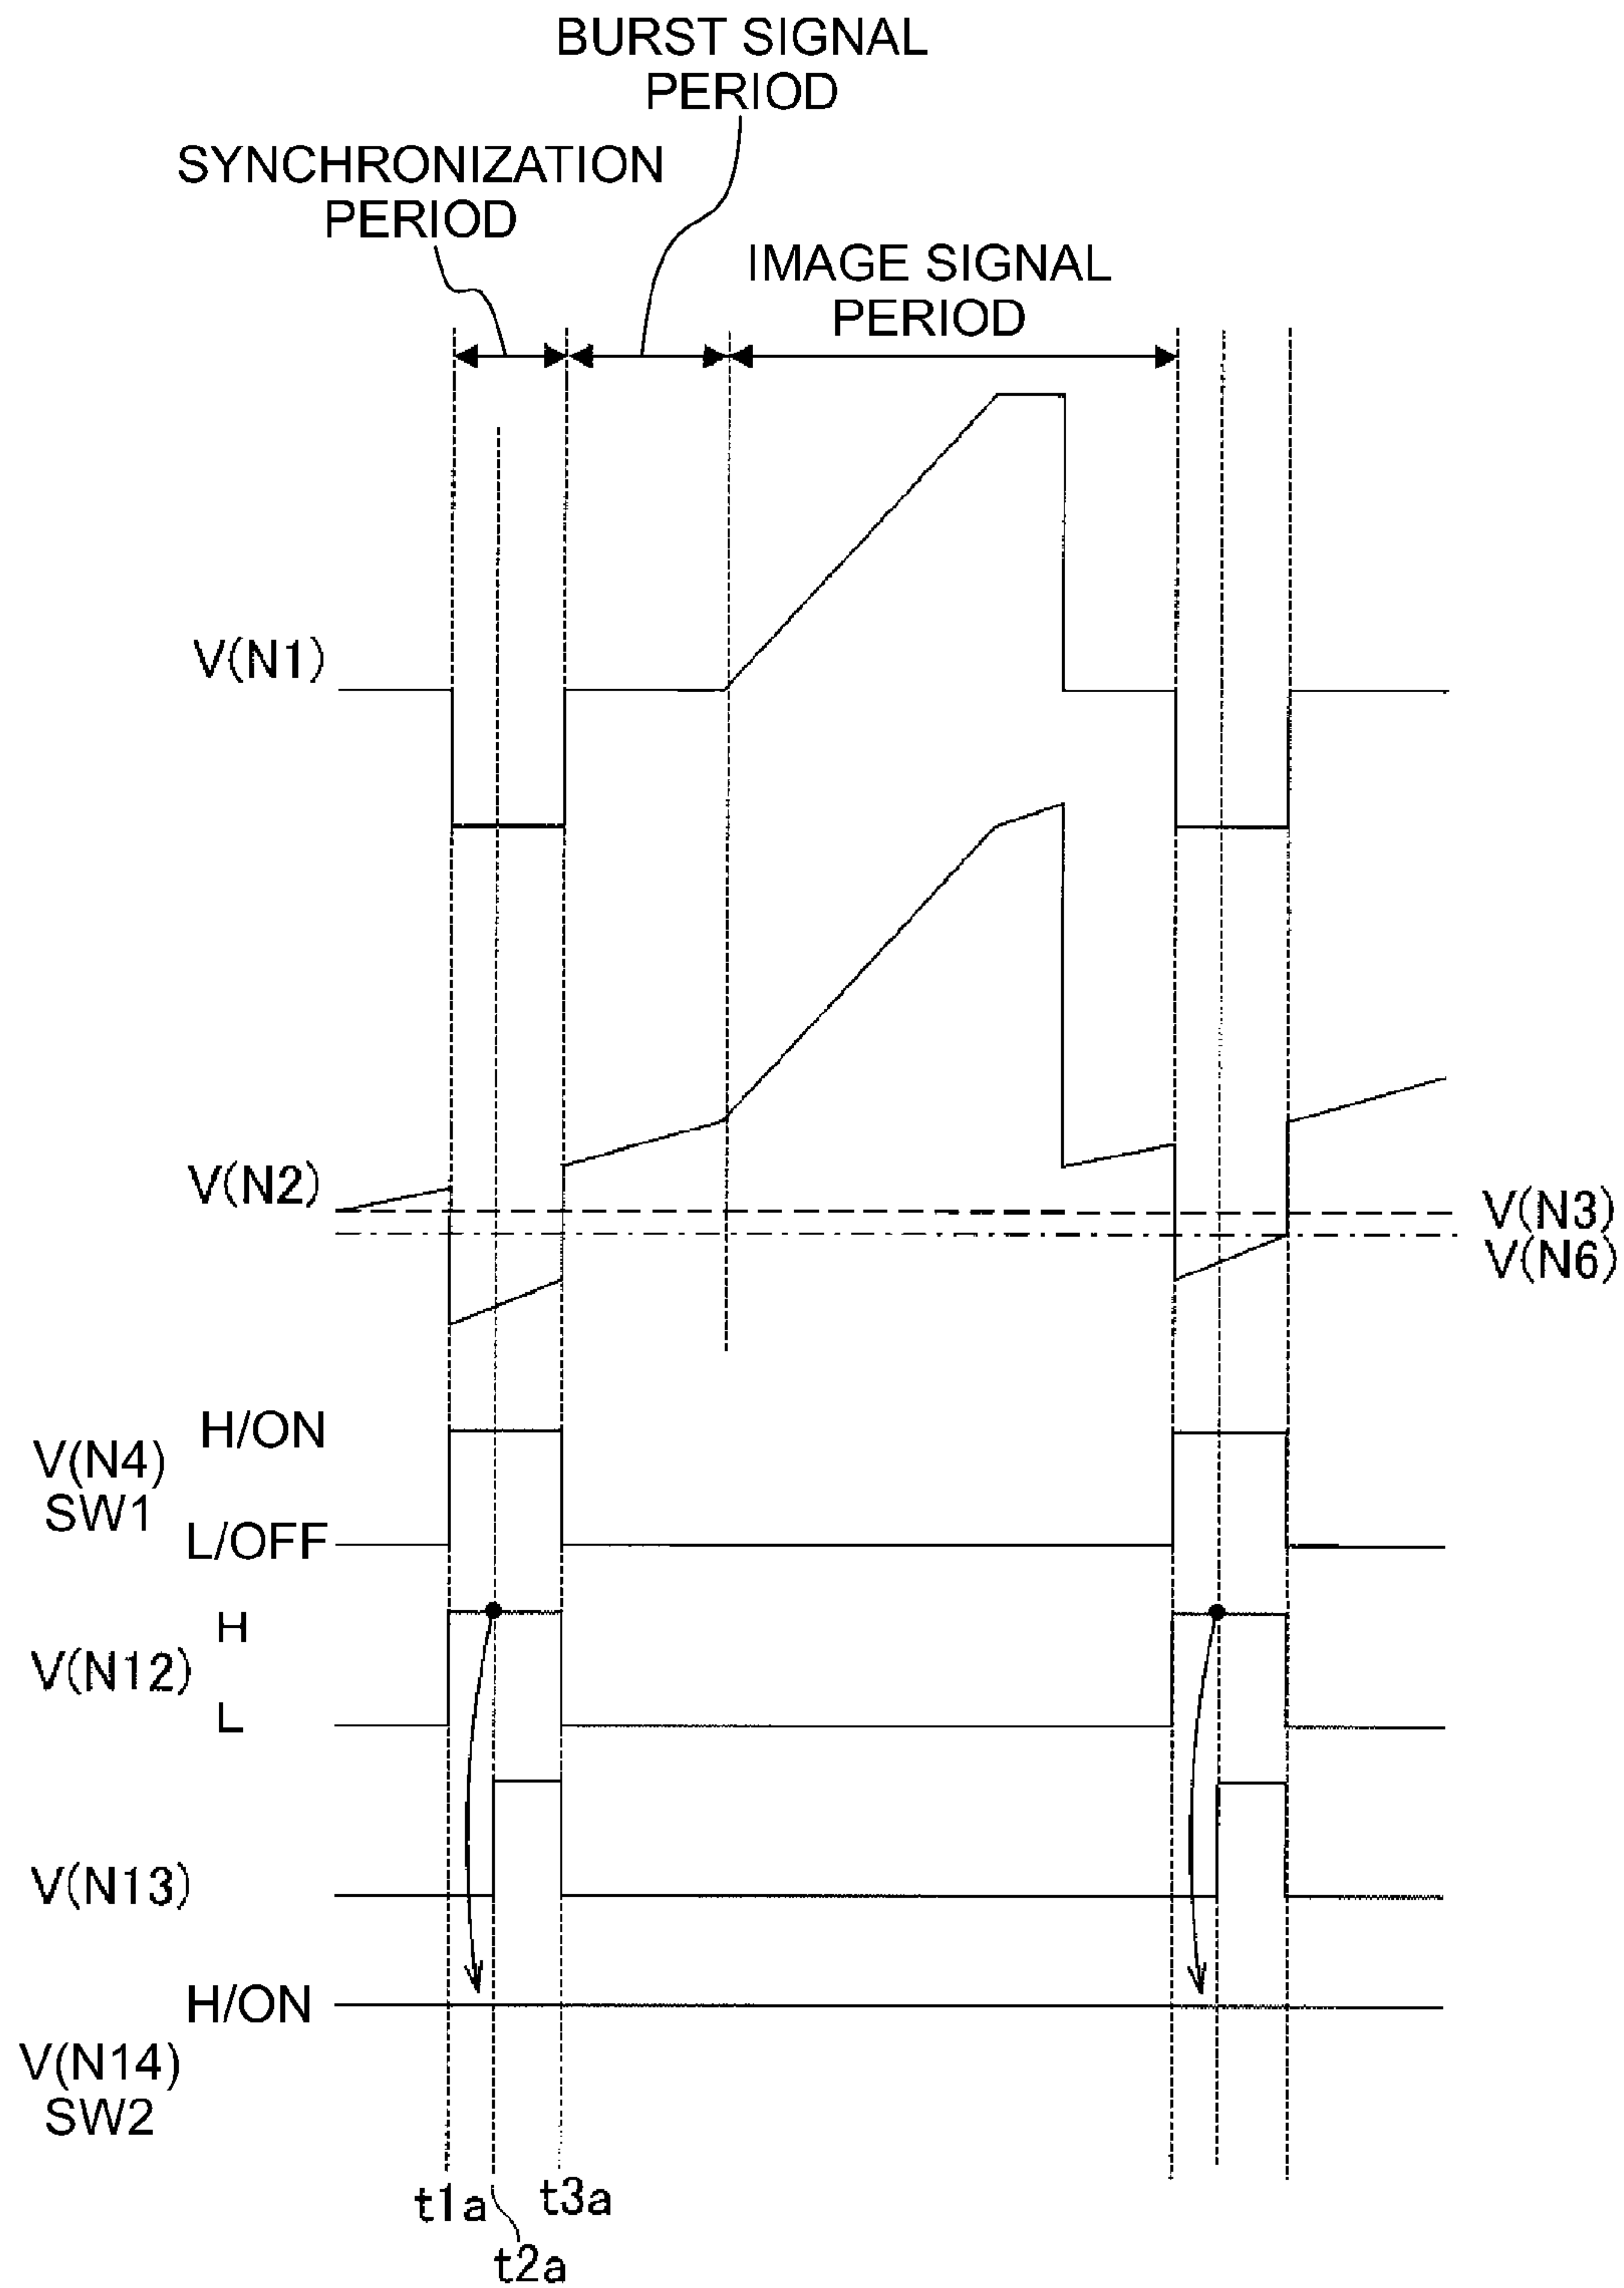 BURST SIGNAL
PERIOD
SYNCHRONIZATION
PERIOD
IMAGE SIGNAL
PERIOD
V(N1)
V(N2)
V(N3)
V(N6)
H/ON
V(N4)
SW1
L/OFF
H
V(N12)
L
V(N13)
H/ON
V(N14)
SW2
t1a
t3a
t2a